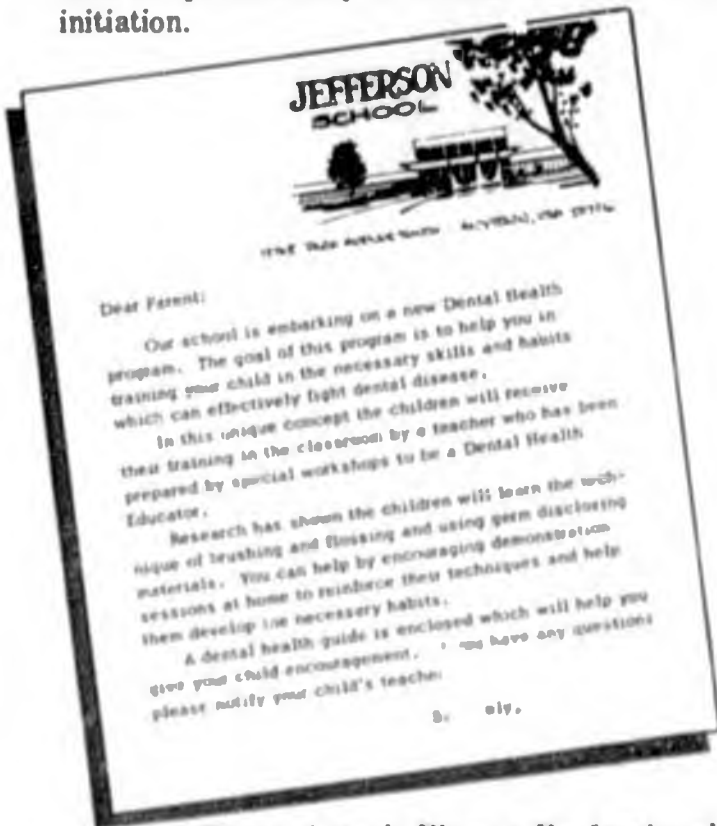 initiation.
JEFFERSON
SCHOOL
Dear Parent:
Our school is embarking on a new Dental Health
program. The goal of this program is to help you in
training your child in the necessary skills and habits
which can effectively fight dental disease.
In this unique concept the children will receive
their training in the classroom by a teacher who has been
prepared by special workshops to be a Dental Health
Educator.
Research has shown the children will learn the tech-
nique of brushing and flossing and using germ disclosing
materials. You can help by encouraging demonstration
sessions at home to reinforce their techniques and help
them develop the necessary habits.
A dental health guide is enclosed which will help you
give your child encouragement. you have any questions
please notify your child's teacher